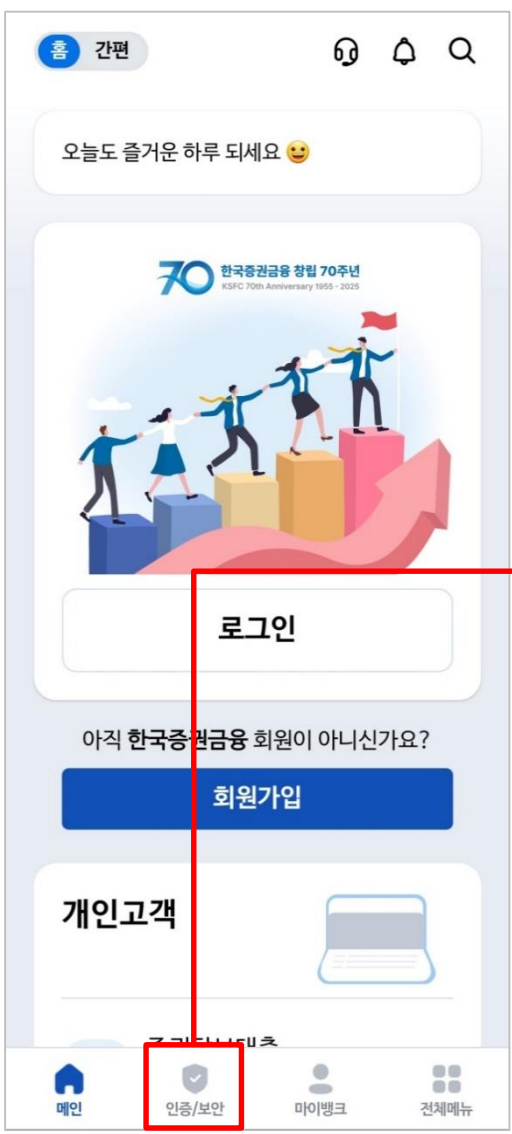 홈 간편
오늘도 즐거운 하루 되세요 😀
70 한국증권금융 창립 70주년
KSFC 70th Anniversary 1955 - 2025
로그인
아직 한국증권금융 회원이 아니신가요?
회원가입
개인고객
메인 인증/보안 마이뱅크 전체메뉴